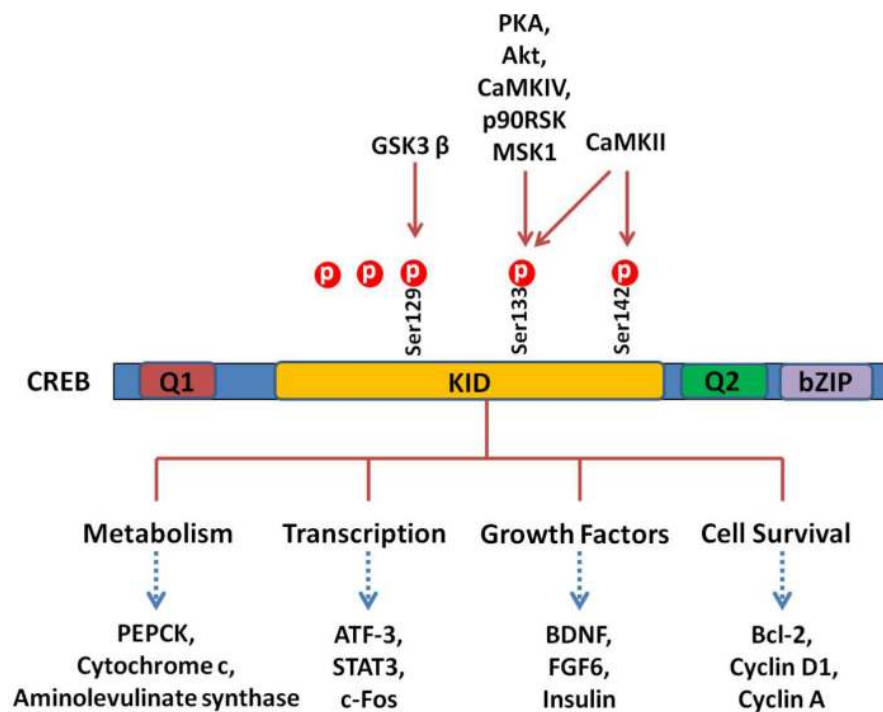 PKA,
Akt,
CaMKIV,
p90RSK
MSK1
GSK3 β
CaMKII
p p p p p
Ser129 Ser133 Ser142
CREB Q1 KID Q2 bZIP
Metabolism Transcription Growth Factors Cell Survival
PEPCK,
Cytochrome c,
Aminolevulinate synthase
ATF-3,
STAT3,
c-Fos
BDNF,
FGF6,
Insulin
Bcl-2,
Cyclin D1,
Cyclin A